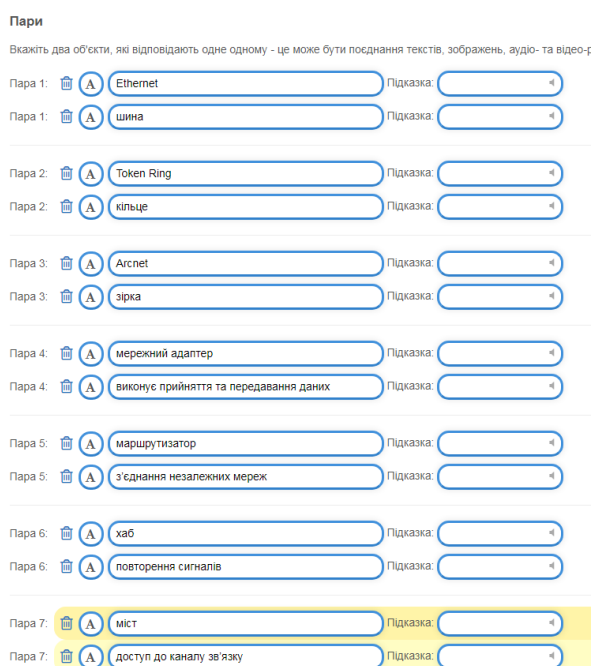 Пари
Вкажіть два об'єкти, які відповідають одне одному - це може бути поєднання текстів, зображень, аудіо- та відео-р
Пара 1: A Ethernet Підказка:
Пара 1: A шина Підказка:
Пара 2: A Token Ring Підказка:
Пара 2: A кільце Підказка:
Пара 3: A Arcnet Підказка:
Пара 3: A зірка Підказка:
Пара 4: A мережний адаптер Підказка:
Пара 4: A виконує прийняття та передавання даних Підказка:
Пара 5: A маршрутизатор Підказка:
Пара 5: A з'єднання незалежних мереж Підказка:
Пара 6: A хаб Підказка:
Пара 6: A повторення сигналів Підказка:
Пара 7: A міст Підказка:
Пара 7: A доступ до каналу зв'язку Підказка: